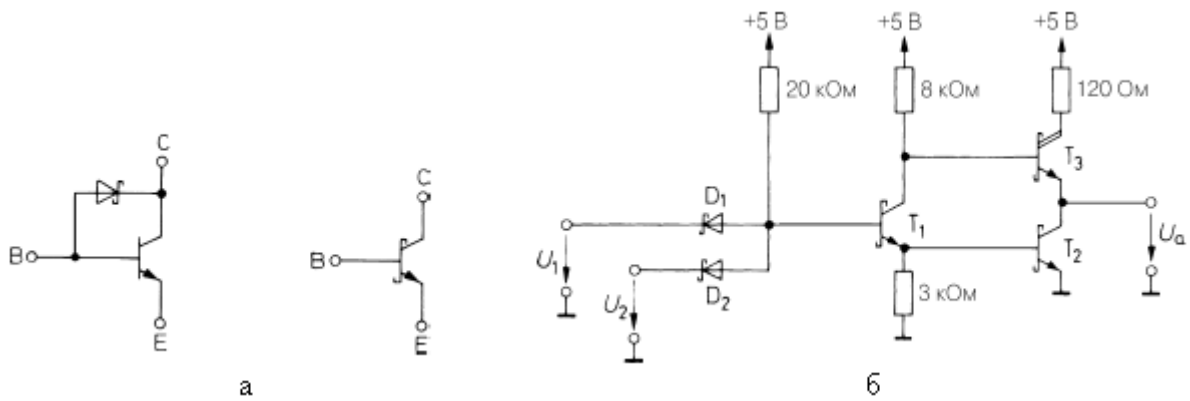 +5 В +5 В +5 В
20 кОм 8 кОм 120 Ом
C
B
E
C
B
E
T3
D1
T1
U1
D2
U2
T2
Ua
3 кОм
а б